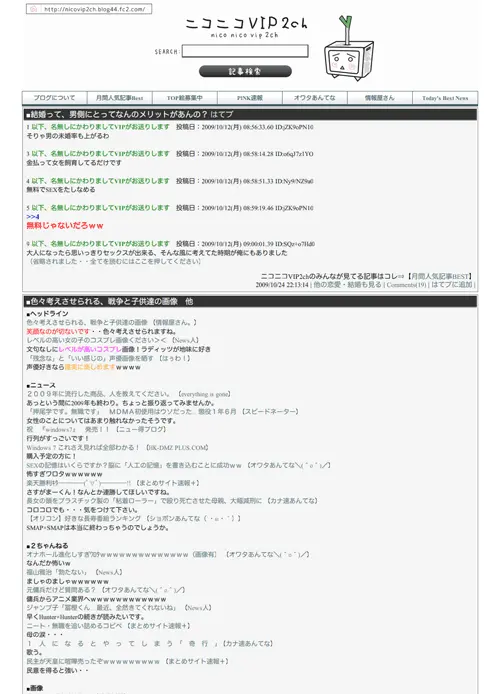 http://nicovip2ch.blog44.fc2.com/
ニコニコVIP2ch
nico nico vip 2ch
SEARCH:
記事検索
ブログについて
月間人気記事Best
TOP絵募集中
PINK速報
オワタあんてな
情報屋さん
Today's Best News
■結婚って、男側にとってなんのメリットがあんの? はてブ
1 以下、名無しにかわりましてVIPがお送りします 投稿日:2009/10/12(月) 08:56:33.60 ID:jZK9oPN10
そりゃ男の未婚率も上がるわ
3 以下、名無しにかわりましてVIPがお送りします 投稿日:2009/10/12(月) 08:58:14.28 ID:o6qJ7z1YO
金払って女を飼育してるだけです
4 以下、名無しにかわりましてVIPがお送りします 投稿日:2009/10/12(月) 08:58:51.33 ID:Ny9/NZ9a0
無料でSEXをたしなめる
5 以下、名無しにかわりましてVIPがお送りします 投稿日:2009/10/12(月) 08:59:19.46 ID:jZK9oPN10
>>4
無料じゃないだろww
9 以下、名無しにかわりましてVIPがお送りします 投稿日:2009/10/12(月) 09:00:01.39 ID:SQz+o7Hd0
大人になったら思いっきりセックスが出来る、そんな風に考えてた時期が俺にもありました
(省略されました・・全てを読むにはここを押してください)
ニコニコVIP2chのみんなが見てる記事はコレ⇒【月間人気記事BEST】
2009/10/24 22:13:14 | 他の恋愛・結婚も見る | Comments(19) | はてブに追加 |
■色々考えさせられる、戦争と子供達の画像 他
■ヘッドライン
色々考えさせられる、戦争と子供達の画像 【情報屋さん。】
笑顔なのが切ないです・・色々考えさせられますね。
レベルの高い女の子のコスプレ画像ください>< 【News人】
文句なしにレベルが高いコスプレ画像!ラディッツが地味に好き
「残念な」と「いい感じの」声優画像を晒す 【はぅわ!】
声優好きなら確実に楽しめますwwww
■ニュース
2009年に流行した商品、人を教えてください。 【everything is gone】
あっという間に2009年も終わり。ちょっと振り返ってみませんか。
「押尾学です。無職です」 MDMA初使用はウソだった…懲役1年6月 【スピードネーター】
女性のことについてはあまり触れなかったそうです。
祝 『windows7』 発売!! 【ニュー得ブログ】
行列がすっごいです!
Windows 7 これさえ見れば全部わかる! 【DK-DMZ PLUS.COM】
購入予定の方に!
SEXの記憶はいくらですか?脳に「人工の記憶」を書き込むことに成功ww 【オワタあんてな\(^o^)/】
怖すぎワロタwwwwww
楽天勝利ｷﾀ━━━(ﾟ∀ﾟ)━━━!! 【まとめサイト速報+】
さすがまーくん!なんとか連勝してほしいですね。
長女の頭をプラスチック製の「粘着ローラー」で殴り死亡させた母親、大幅減刑に 【カナ速あんてな】
コロコロでも・・・気をつけて下さい。
【オリコン】好きな長寿番組ランキング 【ショボンあんてな(´・ω・`)】
SMAP×SMAPは本当に終わっちゃうのでしょうか。
■2ちゃんねる
オナホール進化しすぎﾜﾛﾀwwwwwwwwwwwwww(画像有) 【オワタあんてな\(^o^)/】
なんだか怖いw
福山雅治「勃たない」 【News人】
ましゃのましゃwwwwww
元傭兵だけど質問ある? 【オワタあんてな\(^o^)/】
傭兵からアニメ業界へwwwwwwwwwwww
ジャンプ子「冨樫くん…最近、全然きてくれないね」 【News人】
早くHunter×Hunterの続きが読みたいです。
ニート・無職を追い詰めるコピペ 【まとめサイト速報+】
母の涙・・・
1 人 に な る と や っ て し ま う 「 奇 行 」【カナ速あんてな】
歌う。
民主が天皇に喧嘩売ったぞwwwwwwwww 【まとめサイト速報+】
民意を得ると強い・・
■画像